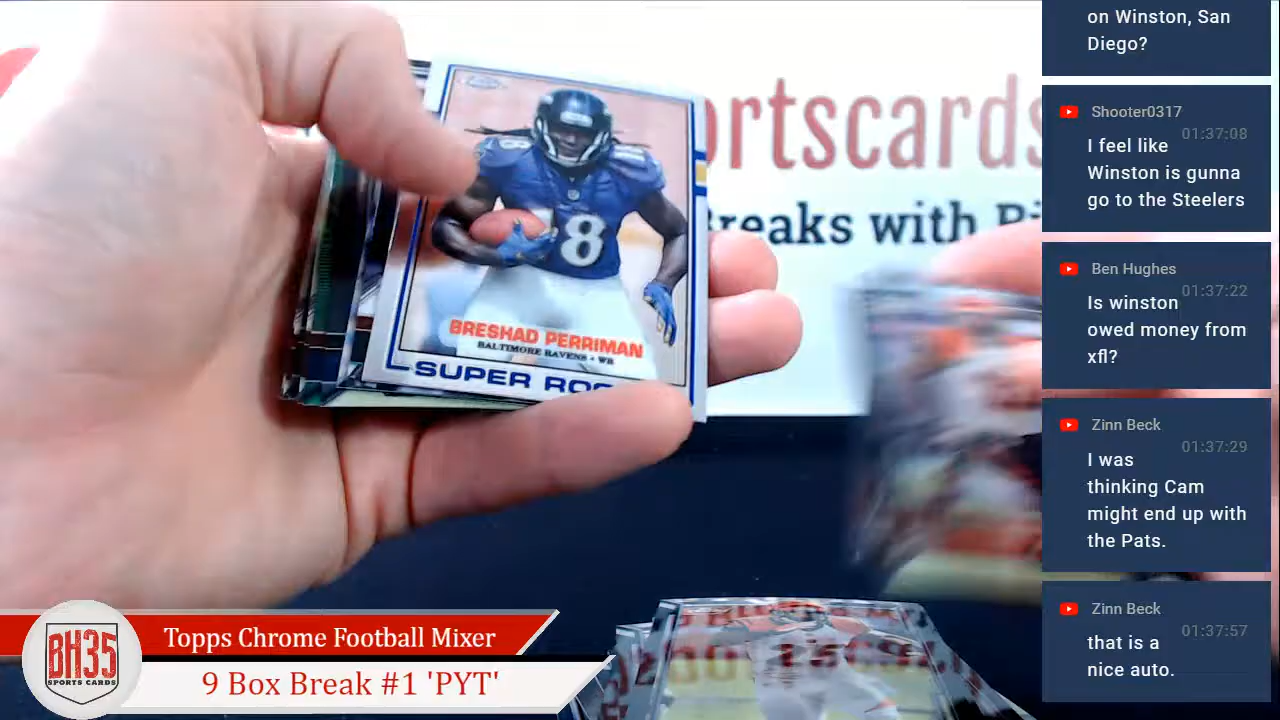 ortscards
reaks with
8
8
BRESHAD PERRIMAN
BALTIMORE RAVENS • WR
SUPER
on Winston, San
Diego?
Shooter0317
01:37:08
I feel like
Winston is gunna
go to the Steelers
Ben Hughes
01:37:22
Is winston
owed money from
xfl?
Zinn Beck
01:37:29
I was
thinking Cam
might end up with
the Pats.
Zinn Beck
01:37:57
that is a
nice auto.
BH35
SPORTS CARDS
Topps Chrome Football Mixer
9 Box Break #1 'PYT'